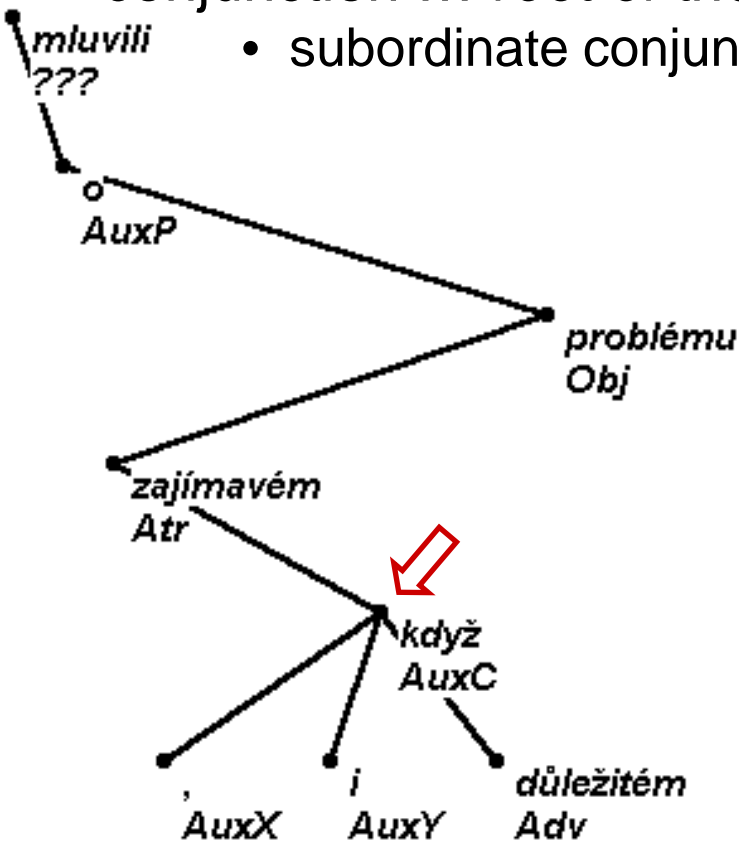 mluvili
• subordinate conjun
???
o
AuxP
problému
Obj
zajímavém
Atr
když
AuxC
, i důležitém
AuxX AuxY Adv